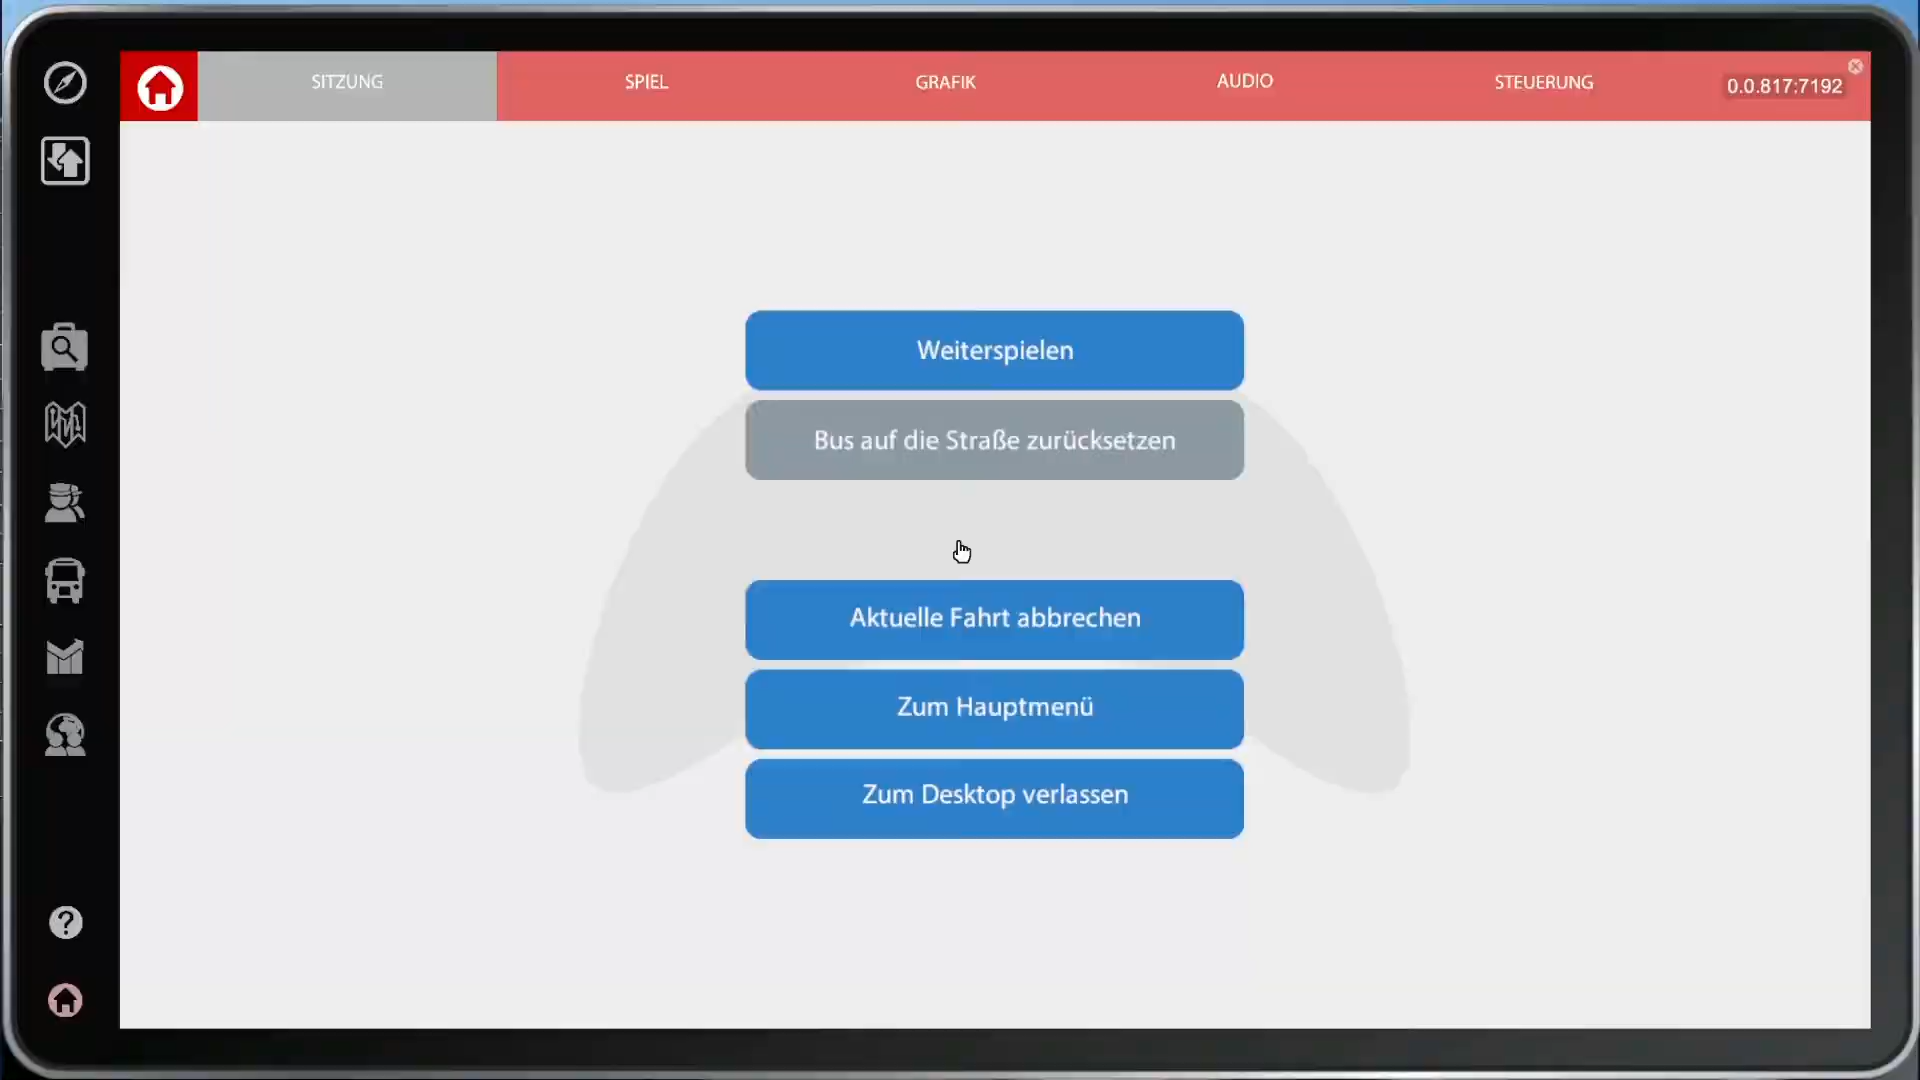 SITZUNG
SPIEL
GRAFIK
AUDIO
STEUERUNG
0.0.817:7192
Weiterspielen
Bus auf die Straße zurücksetzen
Aktuelle Fahrt abbrechen
Zum Hauptmenü
Zum Desktop verlassen